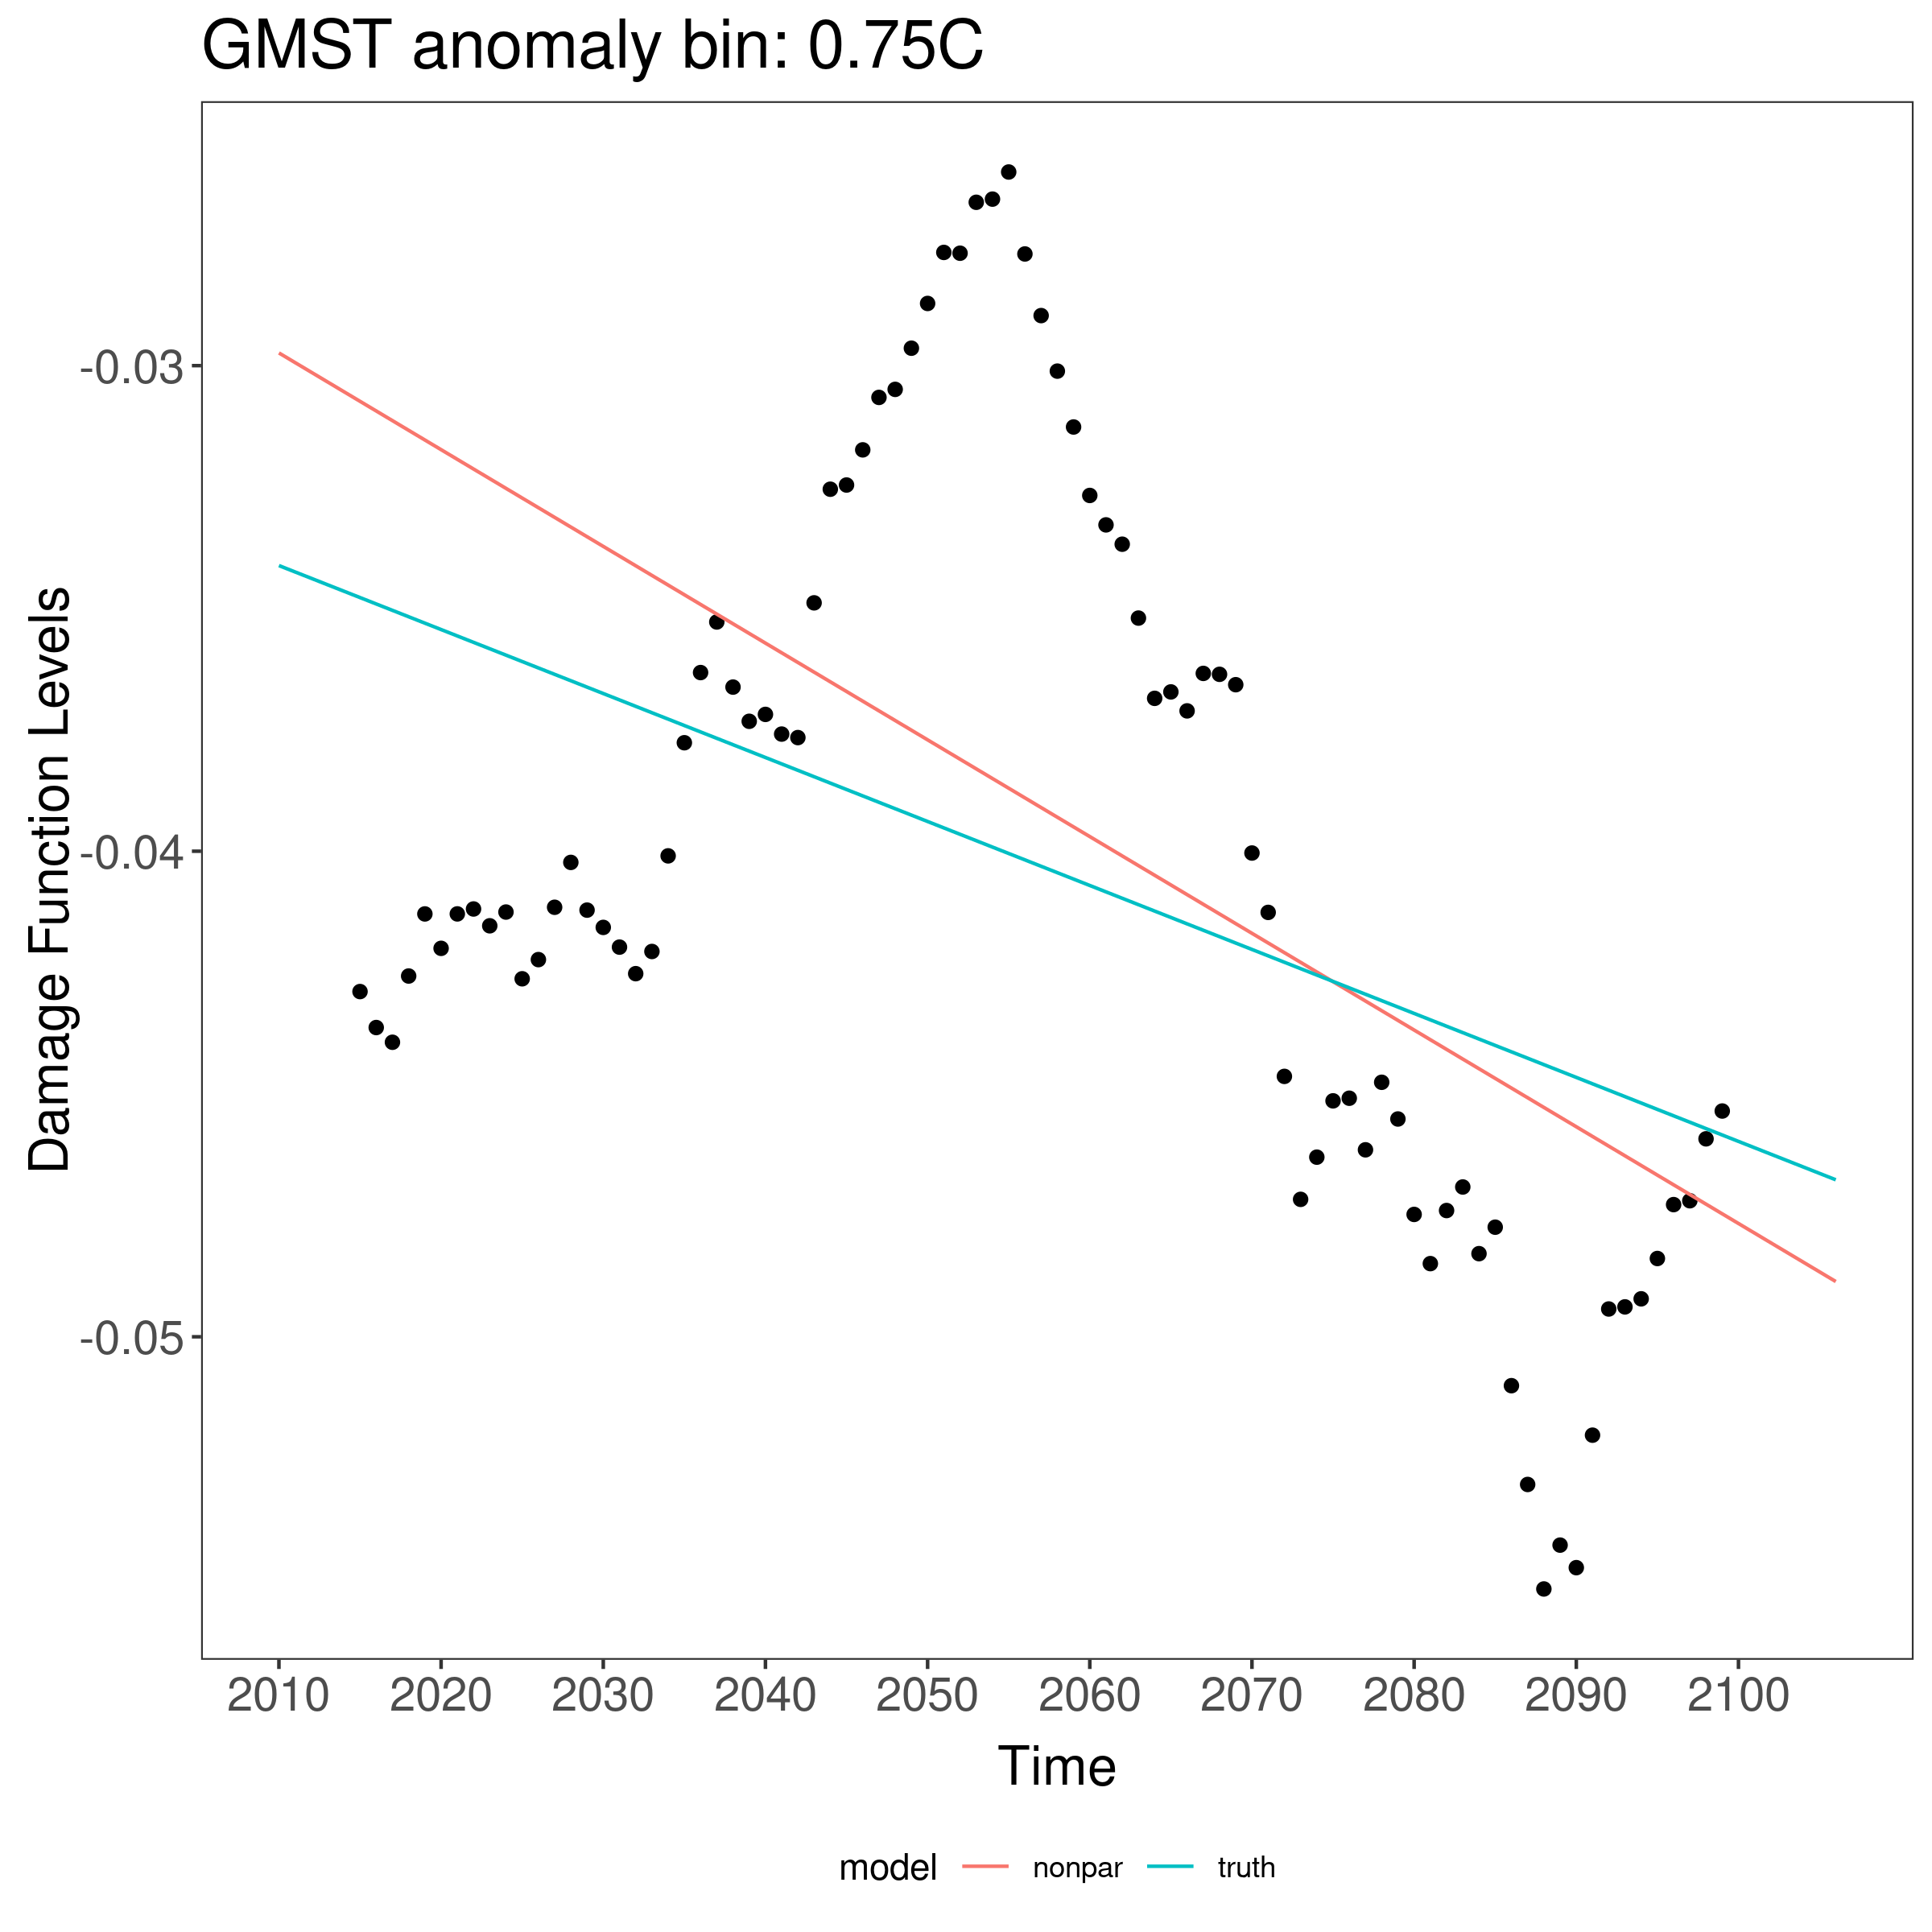 GMST anomaly bin: 0.75C
Damage Function Levels
-0.03
-0.04
-0.05
2010 2020 2030 2040 2050 2060 2070 2080 2090 2100
Time
model nonpar truth